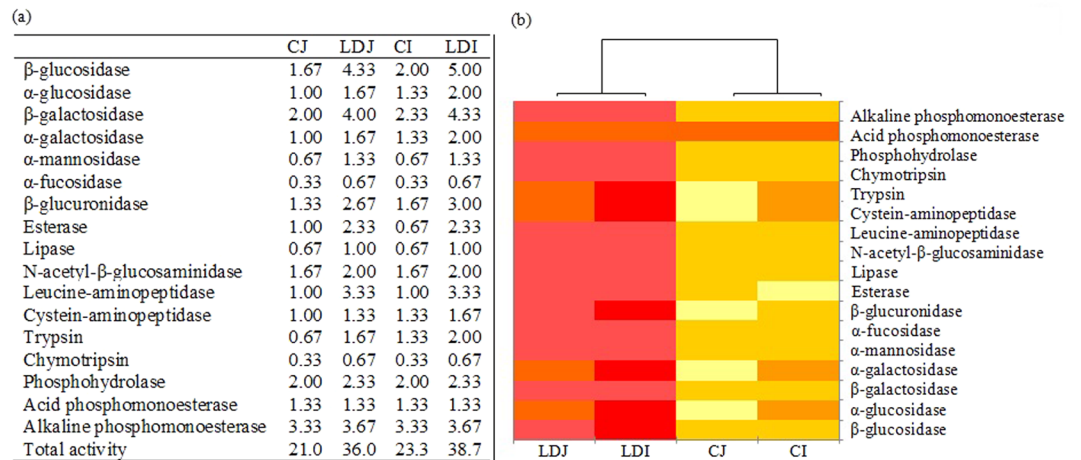 (a)
CJ LDJ CI LDI
β-glucosidase 1.67 4.33 2.00 5.00
α-glucosidase 1.00 1.67 1.33 2.00
β-galactosidase 2.00 4.00 2.33 4.33
α-galactosidase 1.00 1.67 1.33 2.00
α-mannosidase 0.67 1.33 0.67 1.33
α-fucosidase 0.33 0.67 0.33 0.67
β-glucuronidase 1.33 2.67 1.67 3.00
Esterase 1.00 2.33 0.67 2.33
Lipase 0.67 1.00 0.67 1.00
N-acetyl-β-glucosaminidase 1.67 2.00 1.67 2.00
Leucine-aminopeptidase 1.00 3.33 1.00 3.33
Cystein-aminopeptidase 1.00 1.33 1.33 1.67
Trypsin 0.67 1.67 1.33 2.00
Chymotripsin 0.33 0.67 0.33 0.67
Phosphohydrolase 2.00 2.33 2.00 2.33
Acid phosphomonoesterase 1.33 1.33 1.33 1.33
Alkaline phosphomonoesterase 3.33 3.67 3.33 3.67
Total activity 21.0 36.0 23.3 38.7
(b)
Alkaline phosphomonoesterase
Acid phosphomonoesterase
Phosphohydrolase
Chymotripsin
Trypsin
Cystein-aminopeptidase
Leucine-aminopeptidase
N-acetyl-β-glucosaminidase
Lipase
Esterase
β-glucuronidase
α-fucosidase
α-mannosidase
α-galactosidase
β-galactosidase
α-glucosidase
β-glucosidase
LDJ LDI CJ CI